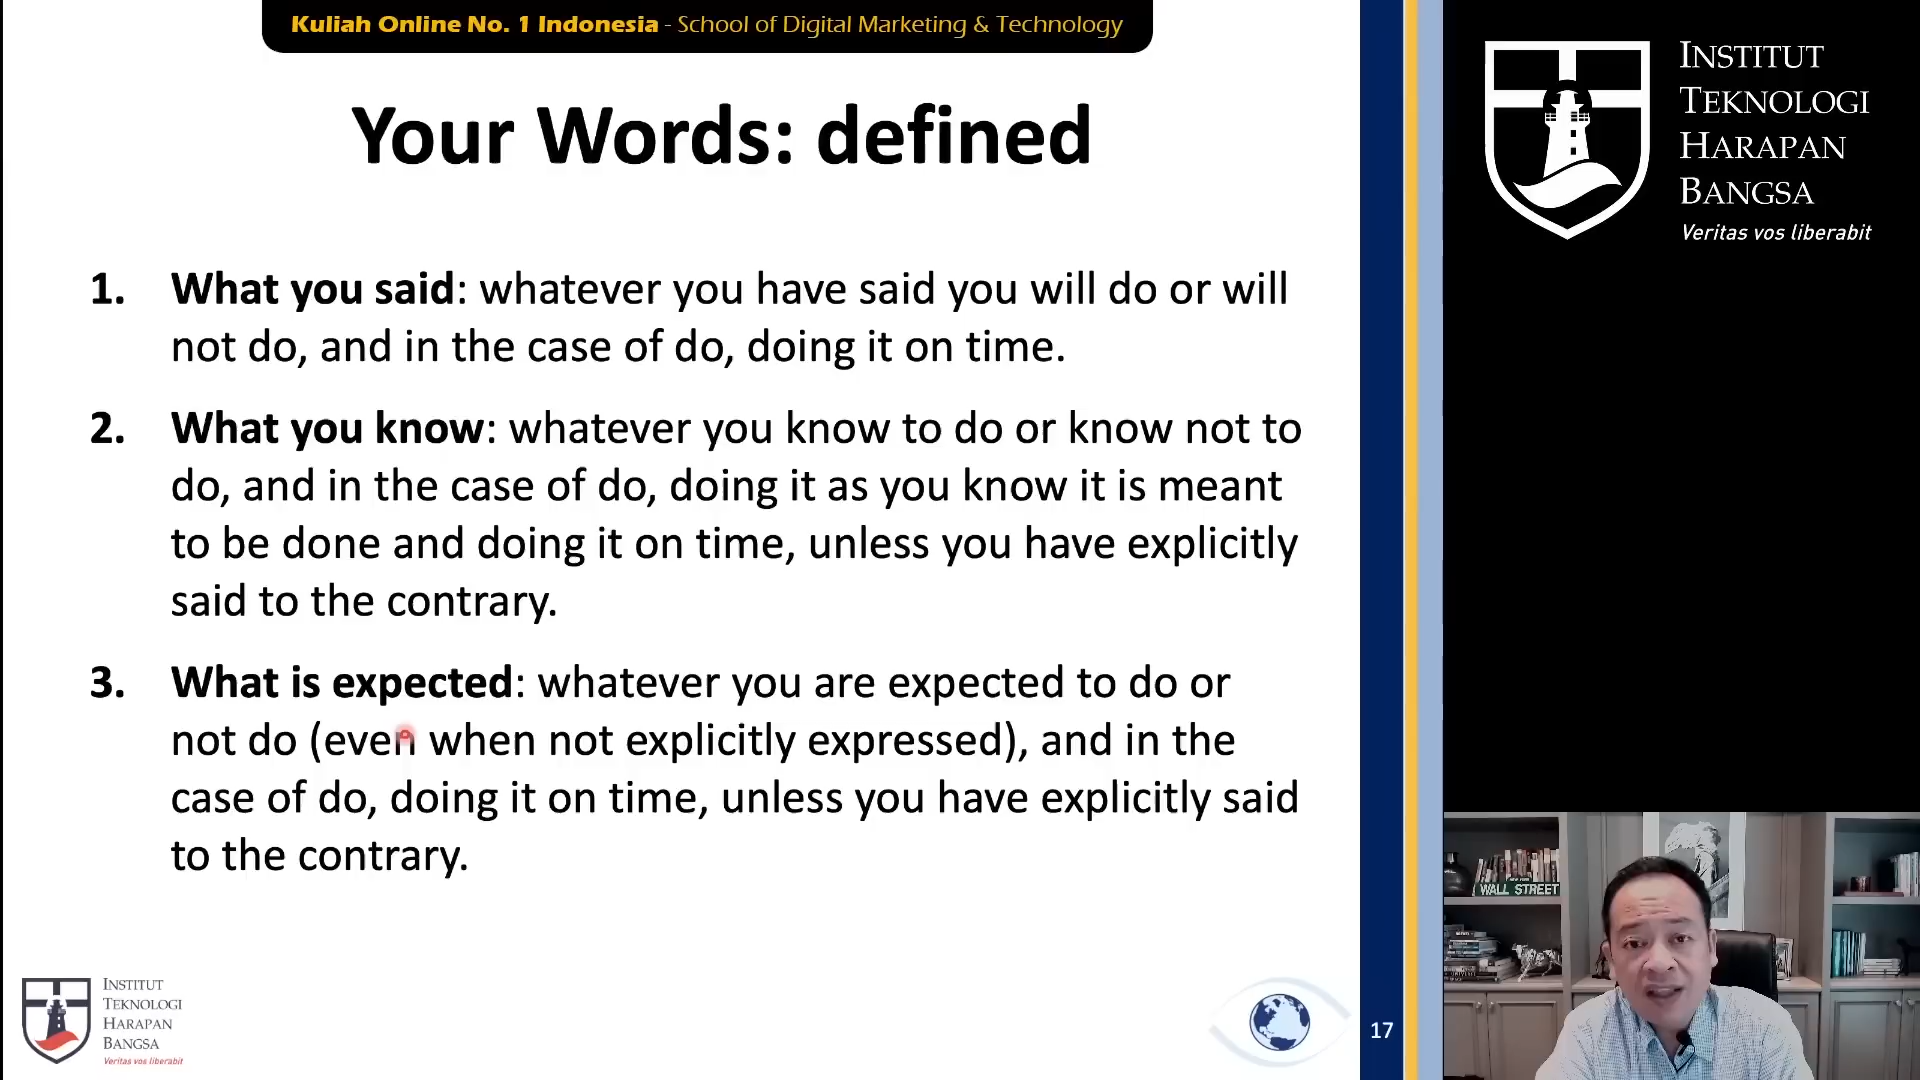 Kuliah Online No. 1 Indonesia - School of Digital Marketing & Technology
Your Words: defined
1. What you said: whatever you have said you will do or will
not do, and in the case of do, doing it on time.
2. What you know: whatever you know to do or know not to
do, and in the case of do, doing it as you know it is meant
to be done and doing it on time, unless you have explicitly
said to the contrary.
3. What is expected: whatever you are expected to do or
not do (even when not explicitly expressed), and in the
case of do, doing it on time, unless you have explicitly said
to the contrary.
INSTITUT
TEKNOLOGI
HARAPAN
BANGSA
Veritas vos liberabit
17
INSTITUT
TEKNOLOGI
HARAPAN
BANGSA
Veritas vos liberabit
WALL STREET